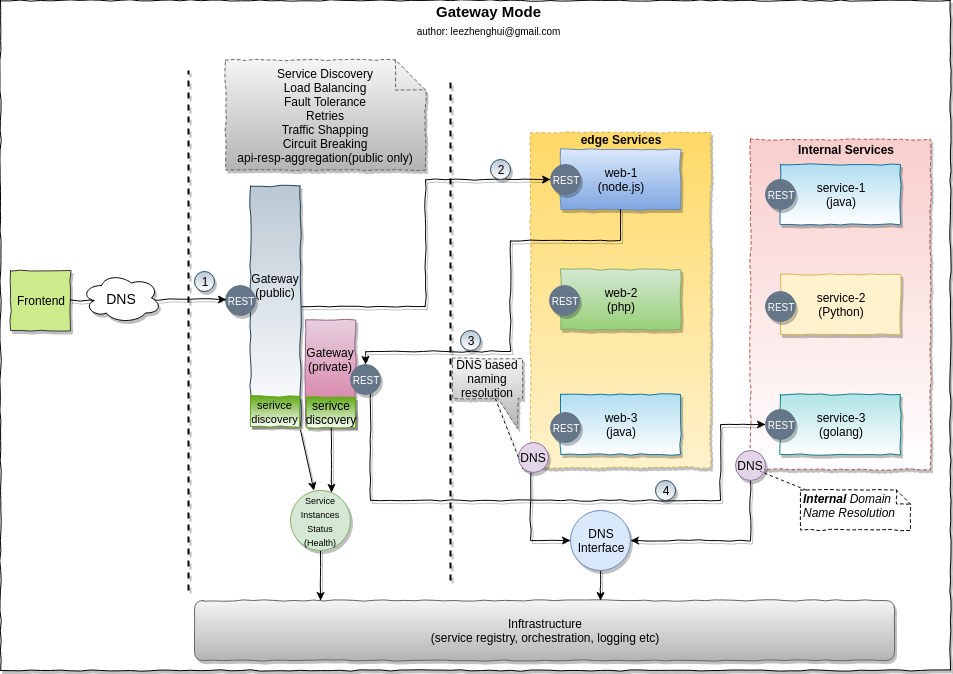 Gateway Mode
author: leezhenghui@gmail.com
Service Discovery
Load Balancing
Fault Tolerance
Retries
Traffic Shapping
Circuit Breaking
api-resp-aggregation(public only)
edge Services
Internal Services
2
REST
web-1
(node.js)
REST
service-1
(java)
1
Frontend
DNS
REST
Gateway
(public)
REST
web-2
(php)
REST
service-2
(Python)
3
Gateway
(private)
REST
DNS based
naming
resolution
serivce
discovery
serivce
discovery
REST
web-3
(java)
REST
service-3
(golang)
DNS
DNS
4
Internal Domain
Name Resolution
Service
Instances
Status
(Health)
DNS
Interface
Inftrastructure
(service registry, orchestration, logging etc)